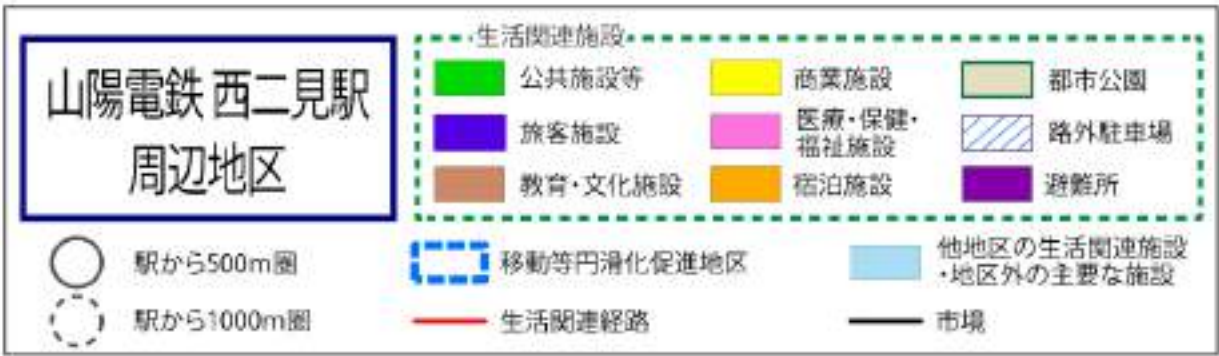 山陽電鉄 西二見駅
周辺地区
生活関連施設
公共施設等
商業施設
都市公園
旅客施設
医療・保健・
福祉施設
路外駐車場
教育・文化施設
宿泊施設
避難所
駅から500m圏
移動等円滑化促進地区
他地区の生活関連施設
・地区外の主要な施設
駅から1000m圏
生活関連経路
市境